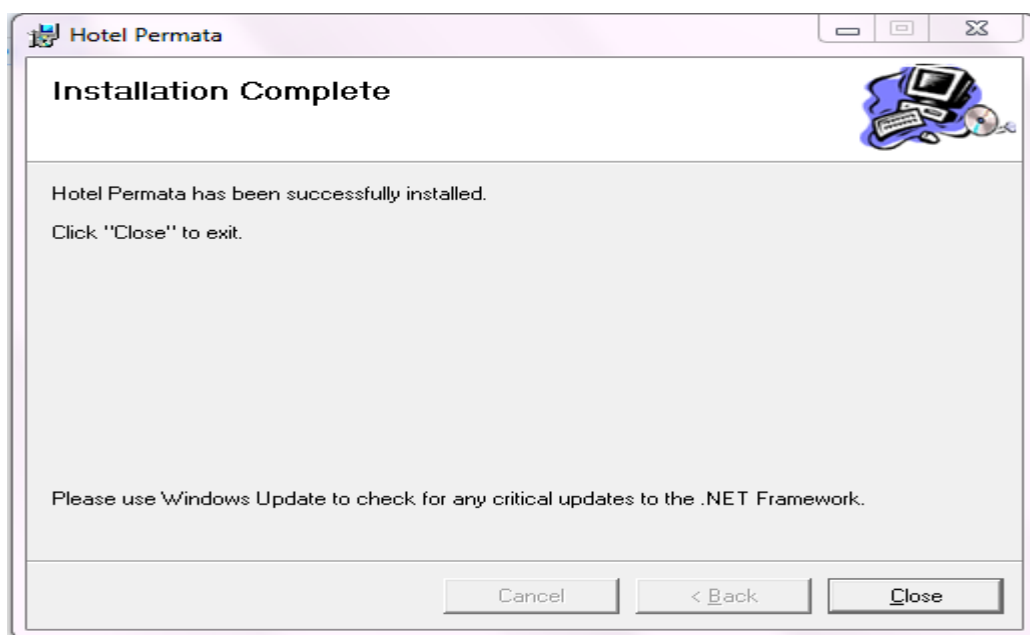 Hotel Permata
Installation Complete
Hotel Permata has been successfully installed.
Click "Close" to exit.
Please use Windows Update to check for any critical updates to the .NET Framework.
Cancel
< Back
Close